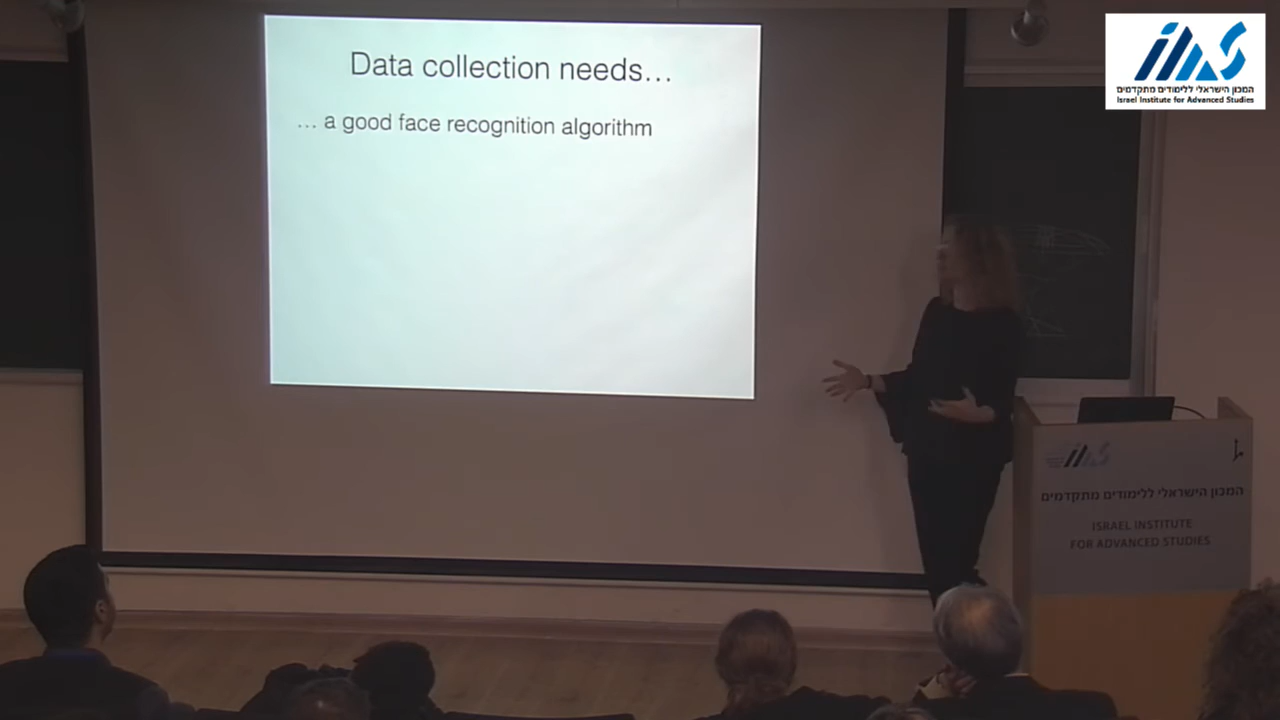 Data collection needs...
... a good face recognition algorithm
המכון הישראלי ללימודים מתקדמים
Israel Institute for Advanced Studies
המכון הישראלי ללימודים מתקדמים
ISRAEL INSTITUTE
FOR ADVANCED STUDIES